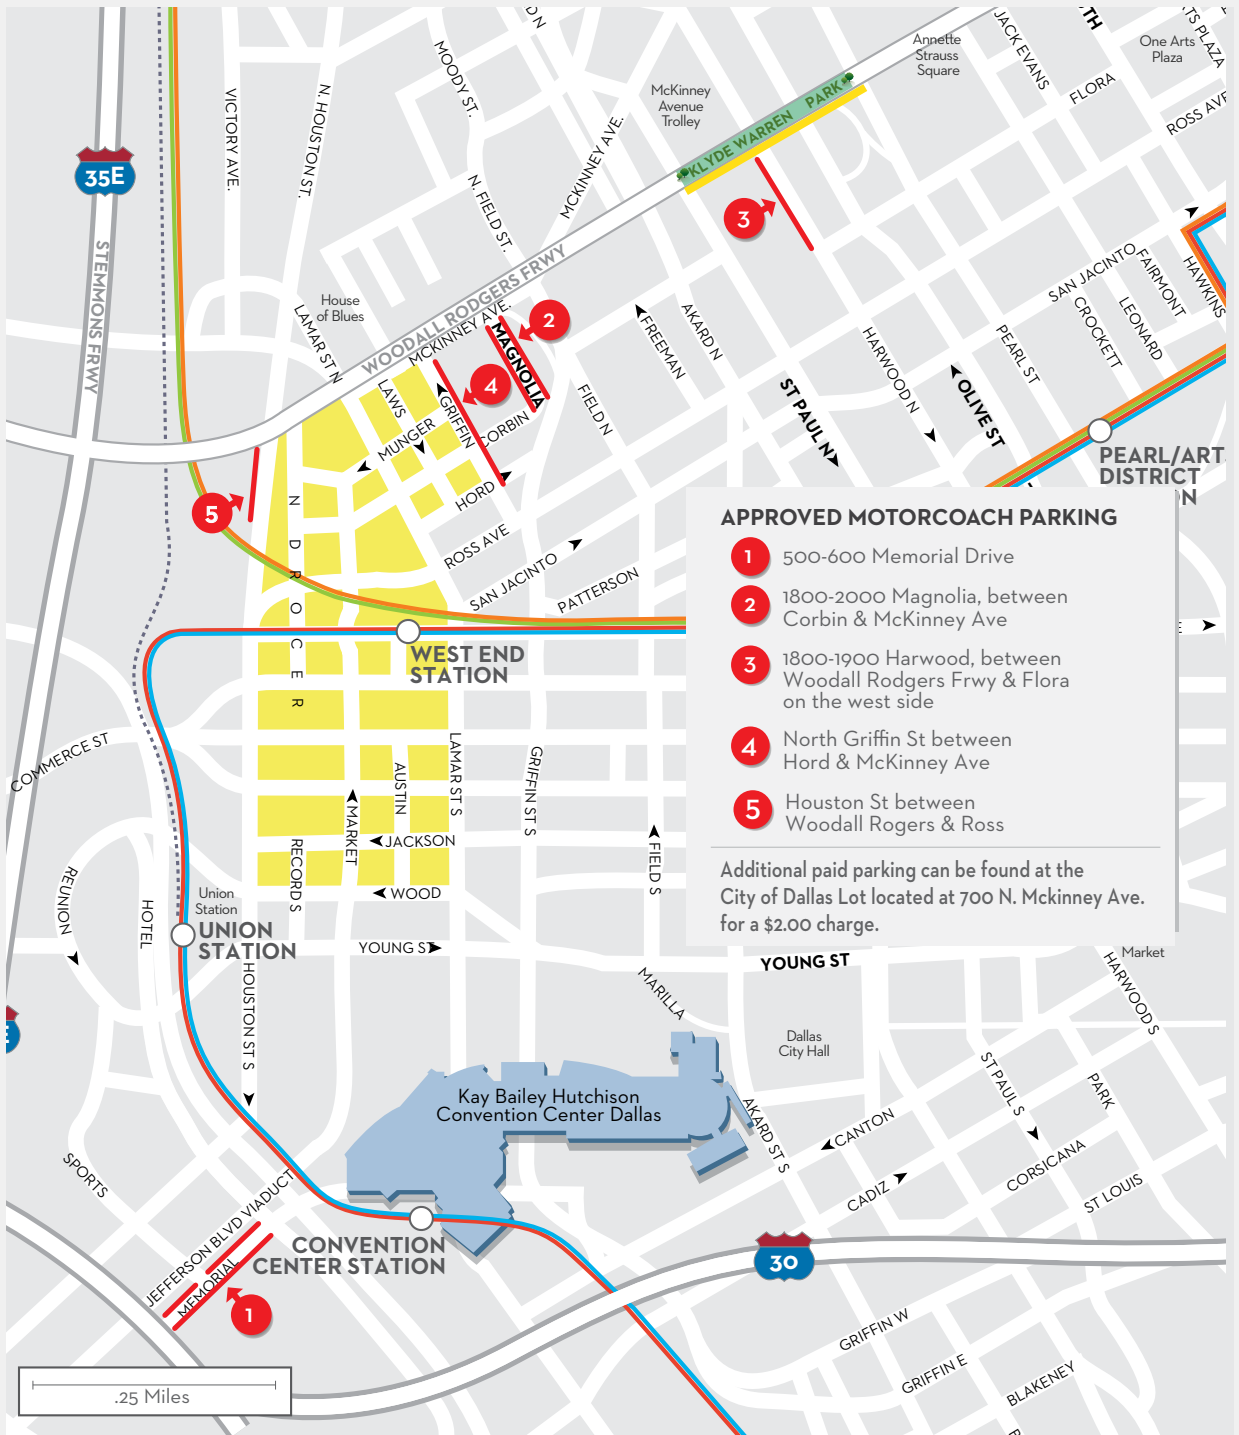 D N
JACK EVANS
TH
ARTS PLAZA
Annette
Strauss
Square
One Arts
Plaza
MOODY ST.
VICTORY AVE.
N. HOUSTON ST.
McKinney
Avenue
Trolley
FLORA
ROSS AVE
KLYDE WARREN PARK
MCKINNEY AVE.
35E
N. FIELD ST.
3
STEMMONS FRWY
SAN JACINTO
FAIRMONT
HAWKINS
CROCKETT
LEONARD
House
of Blues
LAMAR ST N
WOODALL RODGERS FRWY
MCKINNEY AVE.
2
MAGNOLIA
FREEMAN
AKARD N
HARWOOD N
PEARL ST
OLIVE ST
ST PAUL N
4
LAWS
GRIFFIN
CORBIN
FIELD N
MUNGER
HORD
PEARL/ART
DISTRICT
N
5
N D R O C E R
ROSS AVE
SAN JACINTO
PATTERSON
APPROVED MOTORCOACH PARKING
1 500-600 Memorial Drive
2 1800-2000 Magnolia, between
Corbin & McKinney Ave
3 1800-1900 Harwood, between
Woodall Rodgers Frwy & Flora
on the west side
4 North Griffin St between
Hord & McKinney Ave
5 Houston St between
Woodall Rogers & Ross
Additional paid parking can be found at the
City of Dallas Lot located at 700 N. Mckinney Ave.
for a $2.00 charge.
E
WEST END
STATION
COMMERCE ST
LAMAR ST S
GRIFFIN ST S
AUSTIN
MARKET
JACKSON
RECORD S
WOOD
FIELD S
REUNION
HOTEL
Union
Station
UNION
STATION
YOUNG ST
YOUNG ST
Market
HOUSTON ST S
MARILLA
HARWOOD S
Dallas
City Hall
Kay Bailey Hutchison
Convention Center Dallas
ST PAUL S
PARK
AKARD ST S
CANTON
CORSICANA
CADIZ
ST LOUIS
SPORTS
JEFFERSON BLVD VIADUCT
MEMORIAL
CONVENTION
CENTER STATION
30
1
GRIFFIN W
GRIFFIN E
BLAKENEY
.25 Miles